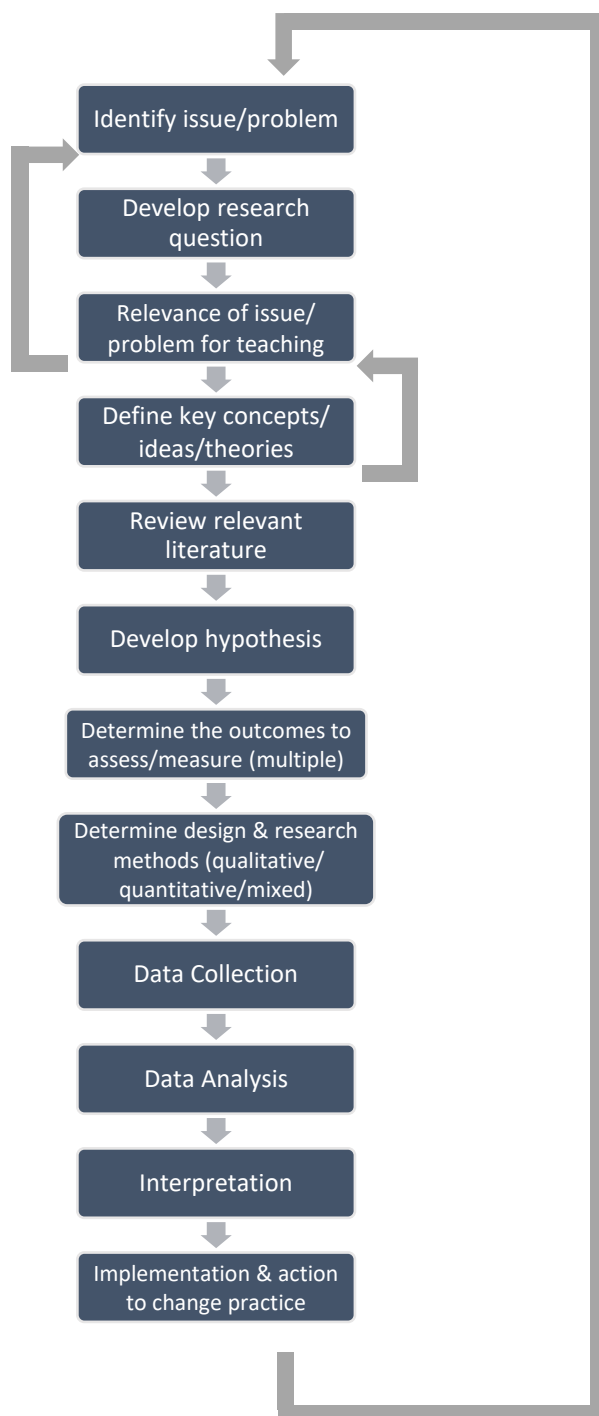 Identify issue/problem
Develop research
question
Relevance of issue/
problem for teaching
Define key concepts/
ideas/theories
Review relevant
literature
Develop hypothesis
Determine the outcomes to
assess/measure (multiple)
Determine design & research
methods (qualitative/
quantitative/mixed)
Data Collection
Data Analysis
Interpretation
Implementation & action
to change practice